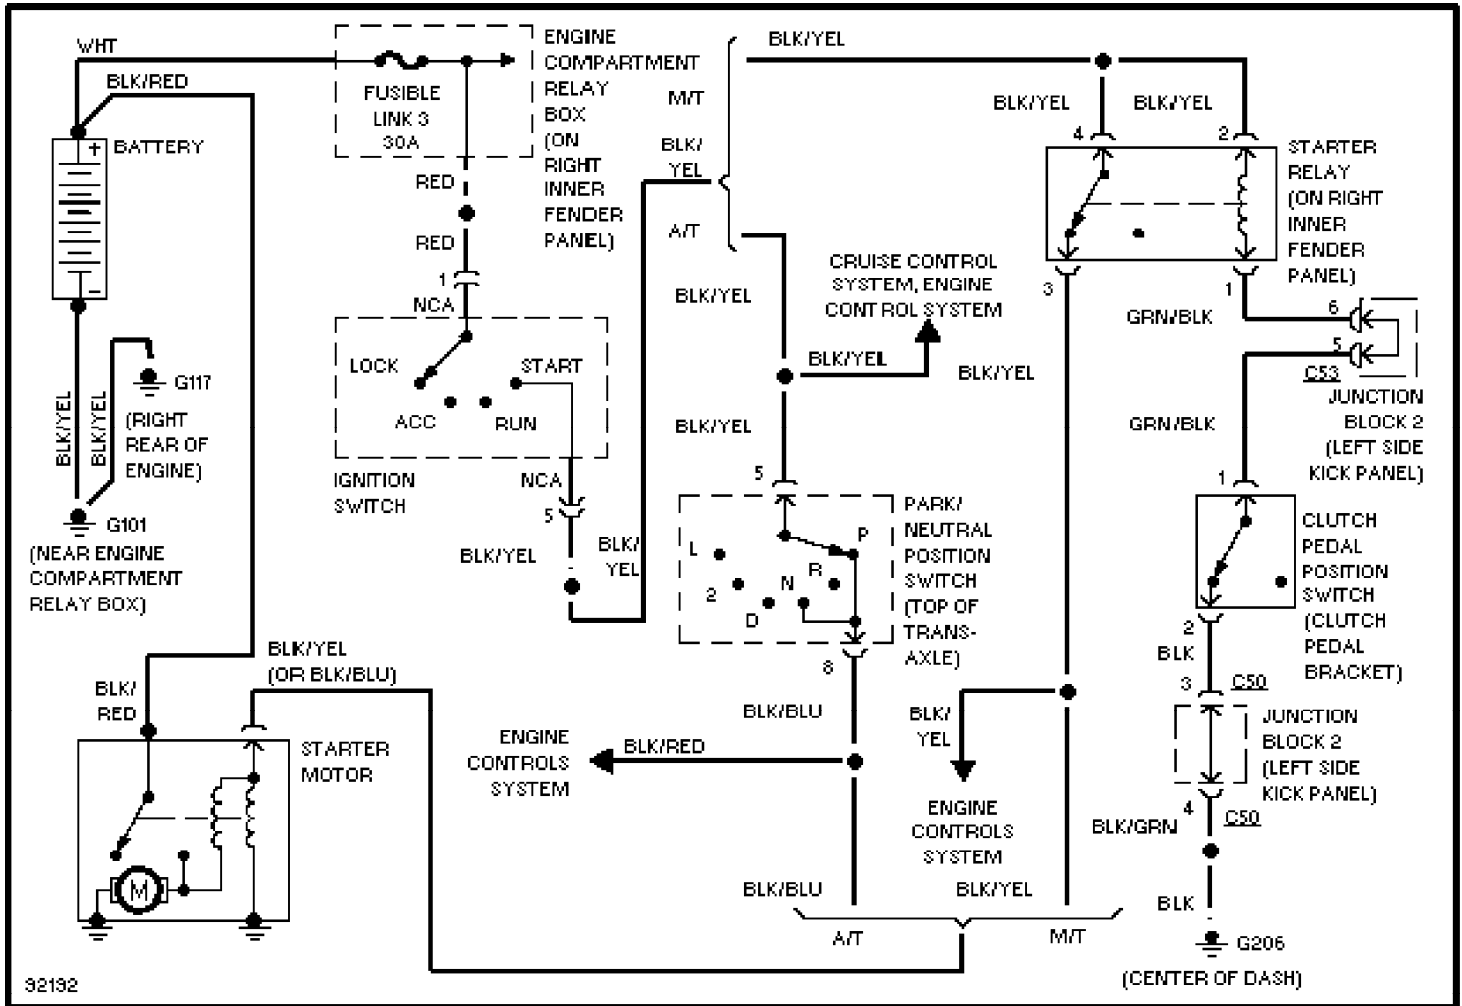 WHT
BLK/RED
BATTERY
+
-
FUSIBLE
LINK 3
30A
ENGINE
COMPARTMENT
RELAY
BOX
(ON
RIGHT
INNER
FENDER
PANEL)
RED
RED
1
NCA
LOCK
START
ACC
RUN
IGNITION
SWITCH
NCA
5
BLK/YEL
BLK/
YEL
BLK/YEL
BLK/YEL
G117
(RIGHT
REAR OF
ENGINE)
G101
(NEAR ENGINE
COMPARTMENT
RELAY BOX)
BLK/YEL
M/T
BLK/
YEL
A/T
BLK/YEL
BLK/YEL
BLK/YEL
4
2
STARTER
RELAY
(ON RIGHT
INNER
FENDER
PANEL)
3
1
CRUISE CONTROL
SYSTEM, ENGINE
CONTROL SYSTEM
BLK/YEL
BLK/YEL
BLK/YEL
GRN/BLK
6
5
C53
JUNCTION
BLOCK 2
(LEFT SIDE
KICK PANEL)
GRN/BLK
5
PARK/
NEUTRAL
POSITION
SWITCH
(TOP OF
TRANS-
AXLE)
L
2
D
N
R
P
8
1
CLUTCH
PEDAL
POSITION
SWITCH
(CLUTCH
PEDAL
BRACKET)
2
BLK
3
C50
JUNCTION
BLOCK 2
(LEFT SIDE
KICK PANEL)
4
C50
BLK/GRN
BLK
G206
(CENTER OF DASH)
BLK/BLU
BLK/RED
ENGINE
CONTROLS
SYSTEM
BLK/
YEL
ENGINE
CONTROLS
SYSTEM
BLK/BLU
BLK/YEL
A/T
M/T
BLK/YEL
(OR BLK/BLU)
BLK/
RED
STARTER
MOTOR
M
92192